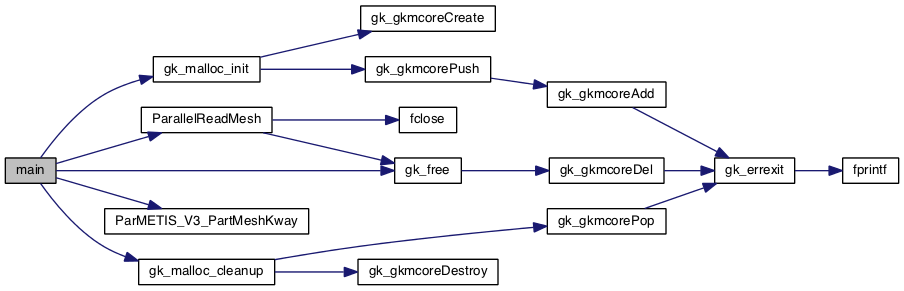 gk_gkmcoreCreate
gk_malloc_init
gk_gkmcorePush
gk_gkmcoreAdd
ParallelReadMesh
fclose
main
gk_free
gk_gkmcoreDel
gk_errexit
fprintf
ParMETIS_V3_PartMeshKway
gk_gkmcorePop
gk_malloc_cleanup
gk_gkmcoreDestroy